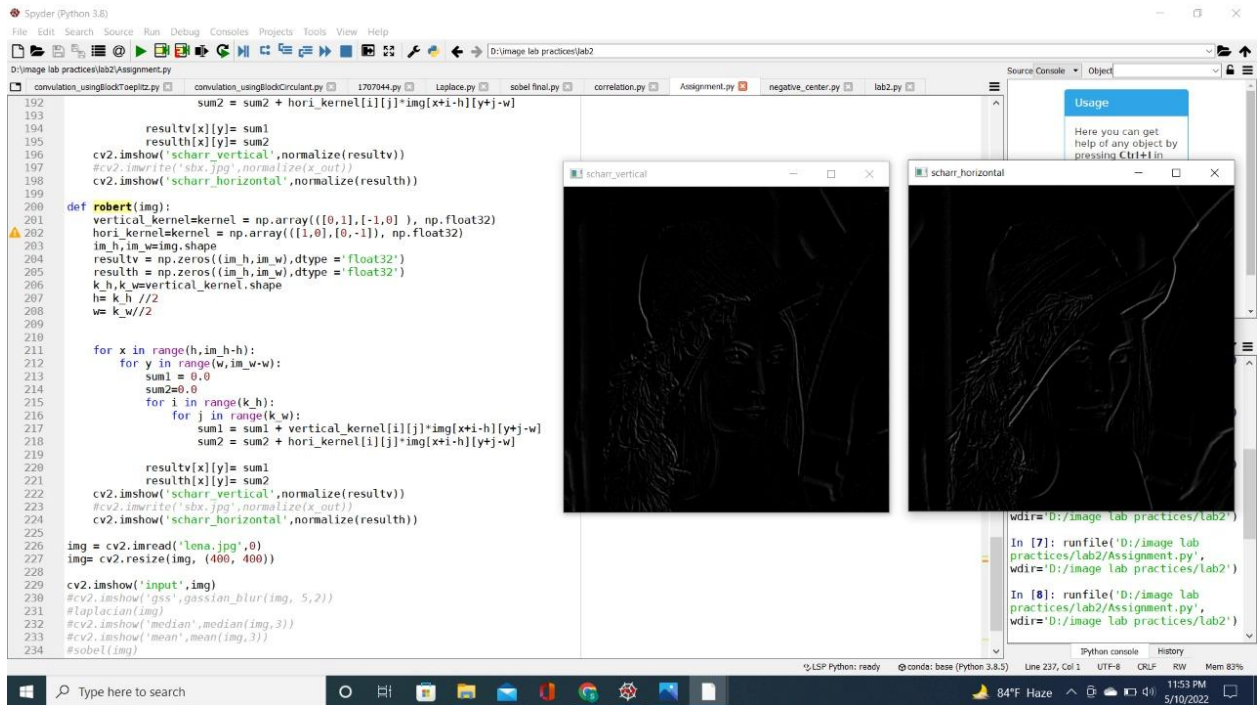 Spyder (Python 3.8)
File Edit Search Source Run Debug Consoles Projects Tools View Help
D:\image lab practices\lab2
D:\image lab practices\lab2\Assignment.py
convulation_usingBlockToeplitz.py convulation_usingBlockCirculant.py 1707044.py Laplace.py sobel final.py correlation.py Assignment.py negative_center.py lab2.py
192 sum2 = sum2 + hori_kernel[i][j]*img[x+i-h][y+j-w]
193
194 resultv[x][y]= sum1
195 resulth[x][y]= sum2
196 cv2.imshow('scharr_vertical',normalize(resultv))
197 #cv2.imwrite('sbx.jpg',normalize(x_out))
198 cv2.imshow('scharr_horizontal',normalize(resulth))
199
200 def robert(img):
201 vertical_kernel=kernel = np.array(([0,1],[-1,0] ), np.float32)
202 hori_kernel=kernel = np.array(([1,0],[0,-1]), np.float32)
203 im_h,im_w=img.shape
204 resultv = np.zeros((im_h,im_w),dtype ='float32')
205 resulth = np.zeros((im_h,im_w),dtype ='float32')
206 k_h,k_w=vertical_kernel.shape
207 h= k_h //2
208 w= k_w//2
209
210
211 for x in range(h,im_h-h):
212 for y in range(w,im_w-w):
213 sum1 = 0.0
214 sum2=0.0
215 for i in range(k_h):
216 for j in range(k_w):
217 sum1 = sum1 + vertical_kernel[i][j]*img[x+i-h][y+j-w]
218 sum2 = sum2 + hori_kernel[i][j]*img[x+i-h][y+j-w]
219
220 resultv[x][y]= sum1
221 resulth[x][y]= sum2
222 cv2.imshow('scharr_vertical',normalize(resultv))
223 #cv2.imwrite('sbx.jpg',normalize(x_out))
224 cv2.imshow('scharr_horizontal',normalize(resulth))
225
226 img = cv2.imread('lena.jpg',0)
227 img= cv2.resize(img, (400, 400))
228
229 cv2.imshow('input',img)
230 #cv2.imshow('gss',gassian_blur(img, 5,2))
231 #laplacian(img)
232 #cv2.imshow('median',median(img,3))
233 #cv2.imshow('mean',mean(img,3))
234 #sobel(img)
scharr_vertical
scharr_horizontal
Source Console Object
Usage
Here you can get
help of any object by
pressing Ctrl+I in
wdir='D:/image lab practices/lab2')
In [7]: runfile('D:/image lab
practices/lab2/Assignment.py',
wdir='D:/image lab practices/lab2')
In [8]: runfile('D:/image lab
practices/lab2/Assignment.py',
wdir='D:/image lab practices/lab2')
IPython console History
LSP Python: ready conda: base (Python 3.8.5) Line 237, Col 1 UTF-8 CRLF RW Mem 83%
Type here to search
84°F Haze
11:53 PM
5/10/2022